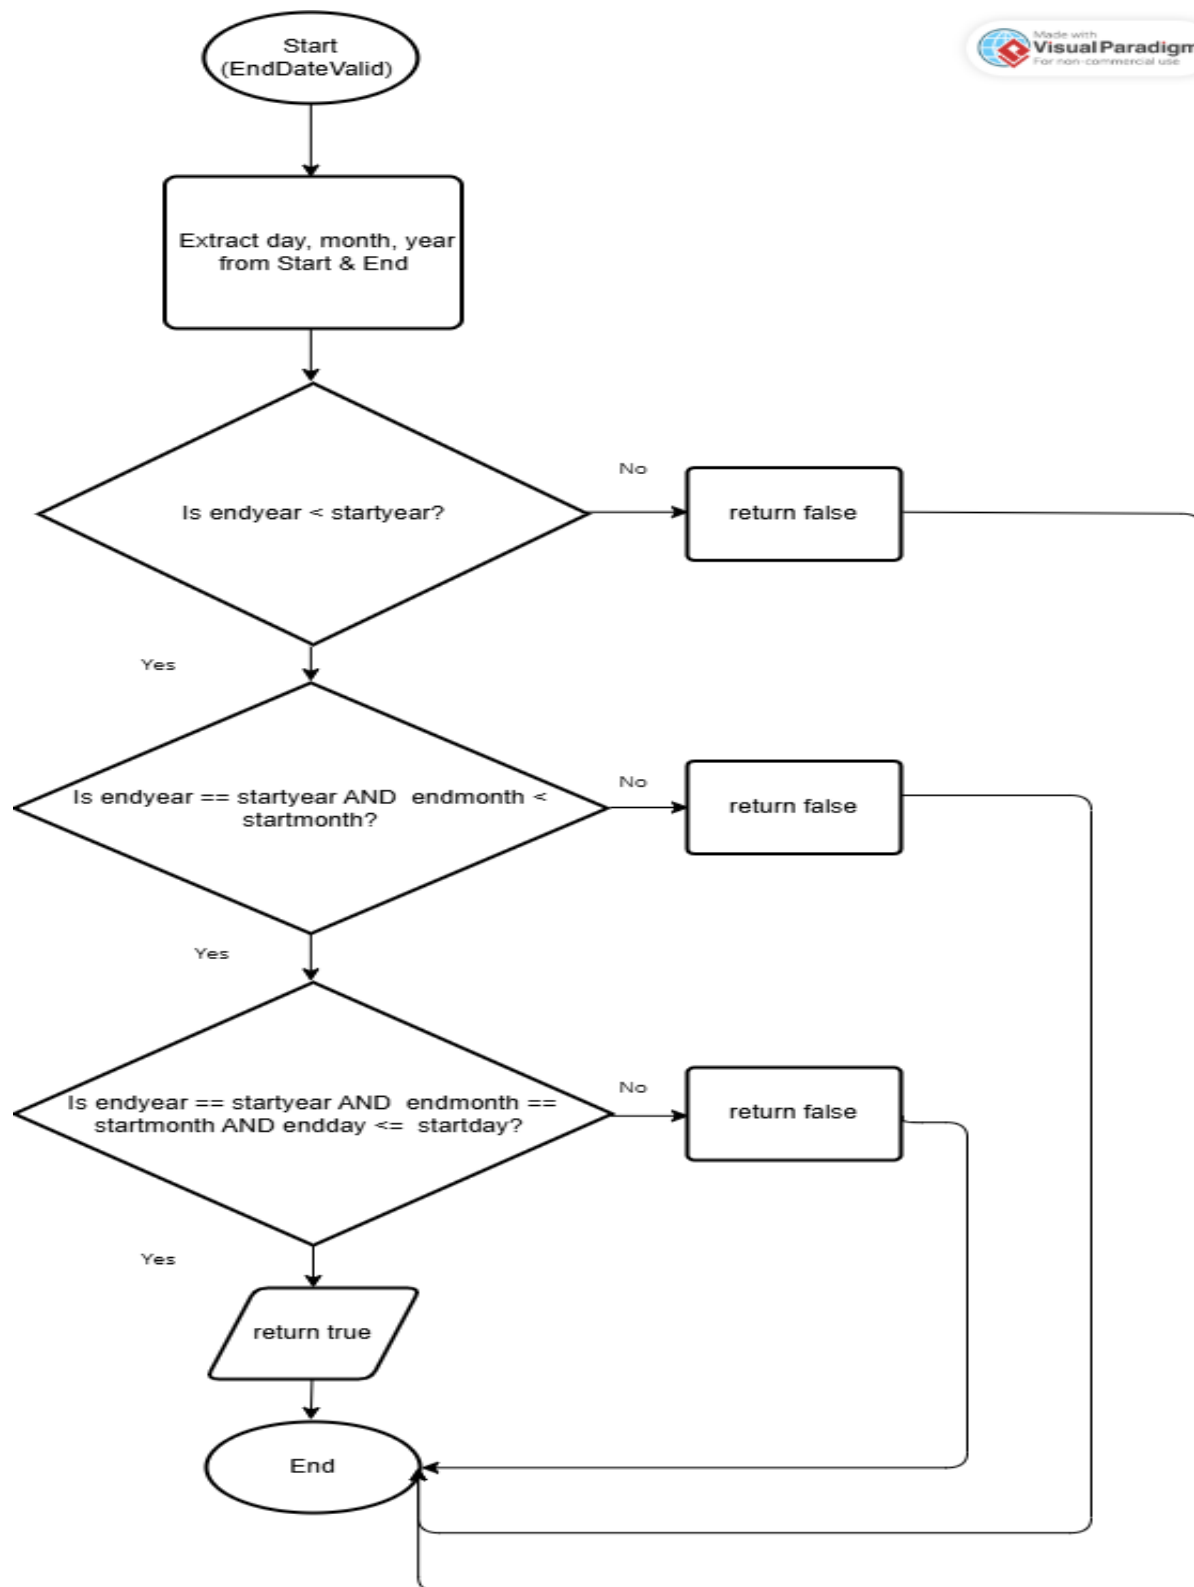 Start
(EndDateValid)
Made with
Visual Paradigm
For non-commercial use
Extract day, month, year
from Start & End
Is endyear < startyear?
No
return false
Yes
Is endyear == startyear AND  endmonth <
startmonth?
No
return false
Yes
Is endyear == startyear AND  endmonth ==
startmonth AND endday <=  startday?
No
return false
Yes
return true
End